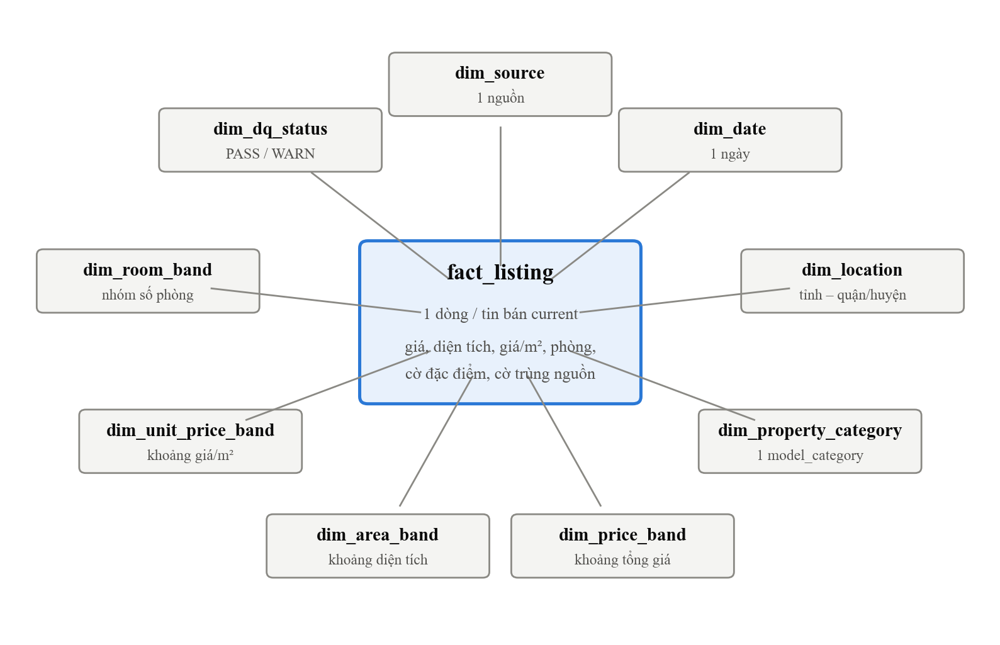 dim_source
1 nguồn
dim_dq_status
PASS / WARN
dim_date
1 ngày
dim_room_band
nhóm số phòng
fact_listing
1 dòng / tin bán current
giá, diện tích, giá/m², phòng,
cờ đặc điểm, cờ trùng nguồn
dim_location
tỉnh – quận/huyện
dim_unit_price_band
khoảng giá/m²
dim_property_category
1 model_category
dim_area_band
khoảng diện tích
dim_price_band
khoảng tổng giá